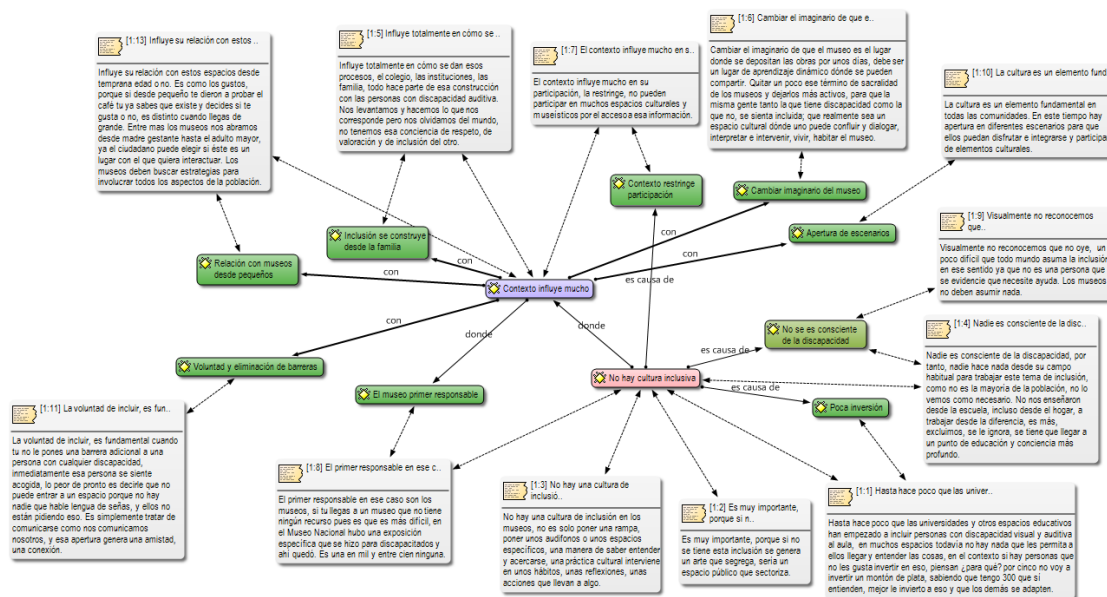 [1:13] Influye su relación con estos ..
Influye su relación con estos espacios desde
temprana edad o no. Es como los gustos,
porque si desde pequeño te dieron a probar el
café tu ya sabes que existe y decides si te
gusta o no, es distinto cuando llegas de
grande. Entre mas los museos nos abramos
desde madre gestante hasta el adulto mayor,
ya el ciudadano puede elegir si éste es un
lugar con el que quiera interactuar. Los
museos deben buscar estrategias para
involucrar todos los aspectos de la población.
[1:5] Influye totalmente en cómo se ..
Influye totalmente en cómo se dan esos
procesos, el colegio, las instituciones, las
familia, todo hace parte de esa construcción
con las personas con discapacidad auditiva.
Nos levantamos y hacemos lo que nos
corresponde pero nos olvidamos del mundo,
no tenemos esa conciencia de respeto, de
valoración y de inclusión del otro.
[1:7] El contexto influye mucho en s..
El contexto influye mucho en su
participación, la restringe, no pueden
participar en muchos espacios culturales y
museísticos por el acceso a esa información.
[1:6] Cambiar el imaginario de que e..
Cambiar el imaginario de que el museo es el lugar
donde se depositan las obras por unos días, debe ser
un lugar de aprendizaje dinámico dónde se pueden
compartir. Quitar un poco ese término de sacralidad
de los museos y dejarlos más activos, para que la
misma gente tanto la que tiene discapacidad como la
que no, se sienta incluida; que realmente sea un
espacio cultural dónde uno puede confluir y dialogar,
interpretar e intervenir, vivir, habitar el museo.
[1:10] La cultura es un elemento fund
La cultura es un elemento fundamental en
todas las comunidades. En este tiempo hay
apertura en diferentes escenarios para que
ellos puedan disfrutar e integrarse y participa
de elementos culturales.
Contexto restringe
participación
Cambiar imaginario del museo
Apertura de escenarios
Inclusión se construye
desde la familia
Relación con museos
desde pequeños
con
con
con
con
es causa de
Contexto influye mucho
[1:9] Visualmente no reconocemos
que..
Visualmente no reconocemos que no oye, un
poco difícil que todo mundo asuma la inclusión
en ese sentido ya que no es una persona que
se evidencie que necesite ayuda. Los museos
no deben asumir nada.
con
donde
donde
No se es consciente
de la discapacidad
es causa de
Voluntad y eliminación de barreras
No hay cultura inclusiva
es causa de
El museo primer responsable
Poca inversión
[1:4] Nadie es consciente de la disc..
Nadie es consciente de la discapacidad, por
tanto, nadie hace nada desde su campo
habitual para trabajar este tema de inclusión,
como no es la mayoría de la población, no lo
vemos como necesario. No nos enseñaron
desde la escuela, incluso desde el hogar, a
trabajar desde la diferencia, es más,
excluimos, se le ignora, se tiene que llegar a
un punto de educación y conciencia más
profundo.
[1:11] La voluntad de incluir, es fun..
La voluntad de incluir, es fundamental cuando
tu no le pones una barrera adicional a una
persona con cualquier discapacidad,
inmediatamente esa persona se siente
acogida, lo peor de pronto es decirle que no
puede entrar a un espacio porque no hay
nadie que hable lengua de señas, y ellos no
están pidiendo eso. Es simplemente tratar de
comunicarse como nos comunicamos
nosotros, y esa apertura genera una amistad,
una conexión.
[1:8] El primer responsable en ese c..
El primer responsable en ese caso son los
museos, si tu llegas a un museo que no tiene
ningún recurso pues es que es más difícil, en
el Museo Nacional hubo una exposición
específica que se hizo para discapacitados y
ahí quedó. Es una en mil y entre cien ninguna.
[1:3] No hay una cultura de
inclusió..
No hay una cultura de inclusión en los
museos, no es solo poner una rampa,
poner unos audífonos o unos espacios
específicos, una manera de saber entender
y acercarse, una práctica cultural interviene
en unos hábitos, unas reflexiones, unas
acciones que llevan a algo.
[1:2] Es muy importante,
porque si n..
Es muy importante, porque si no
se tiene esta inclusión se genera
un arte que segrega, seria un
espacio público que sectoriza.
[1:1] Hasta hace poco que las univer..
Hasta hace poco que las universidades y otros espacios educativos
han empezado a incluir personas con discapacidad visual y auditiva
al aula, en muchos espacios todavía no hay nada que les permita a
ellos llegar y entender las cosas, en el contexto si hay personas que
no les gusta invertir en eso, piensan ¿para qué? por cinco no voy a
invertir un montón de plata, sabiendo que tengo 300 que sí
entienden, mejor le invierto a eso y que los demás se adapten.